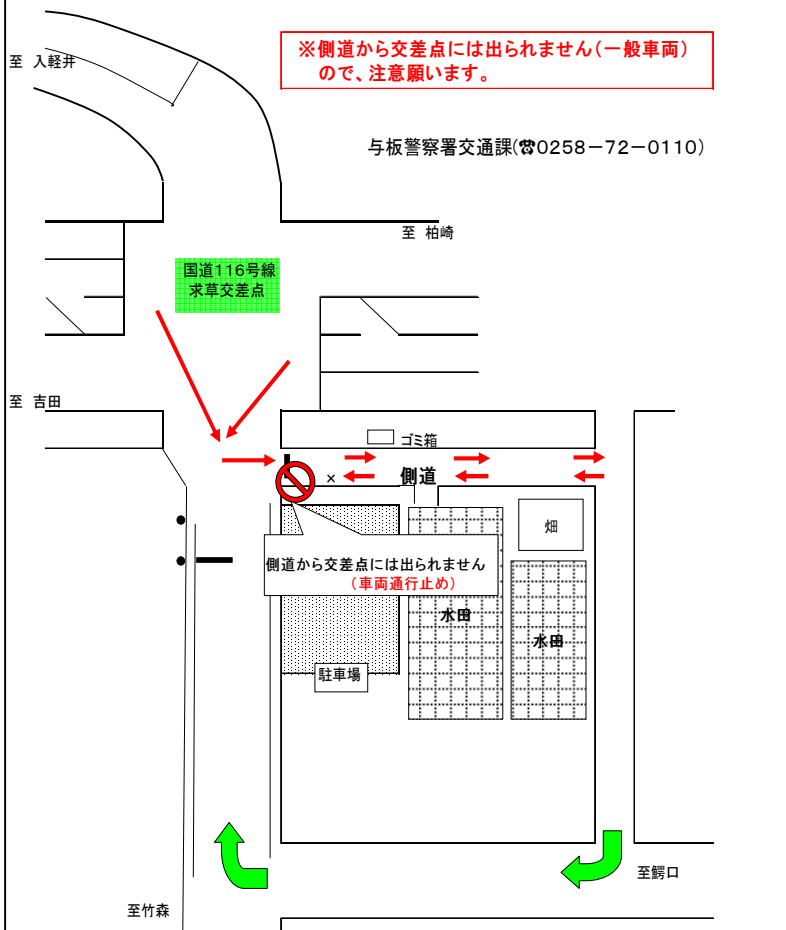 ※側道から交差点には出られません（一般車両）
ので、注意願います。
至 入軽井
与板警察署交通課(☎0258－72－0110)
至 柏崎
国道116号線
求草交差点
至 吉田
ゴミ箱
×
側道
畑
側道から交差点には出られません
（車両通行止め）
水田
水田
駐車場
至鰐口
至竹森